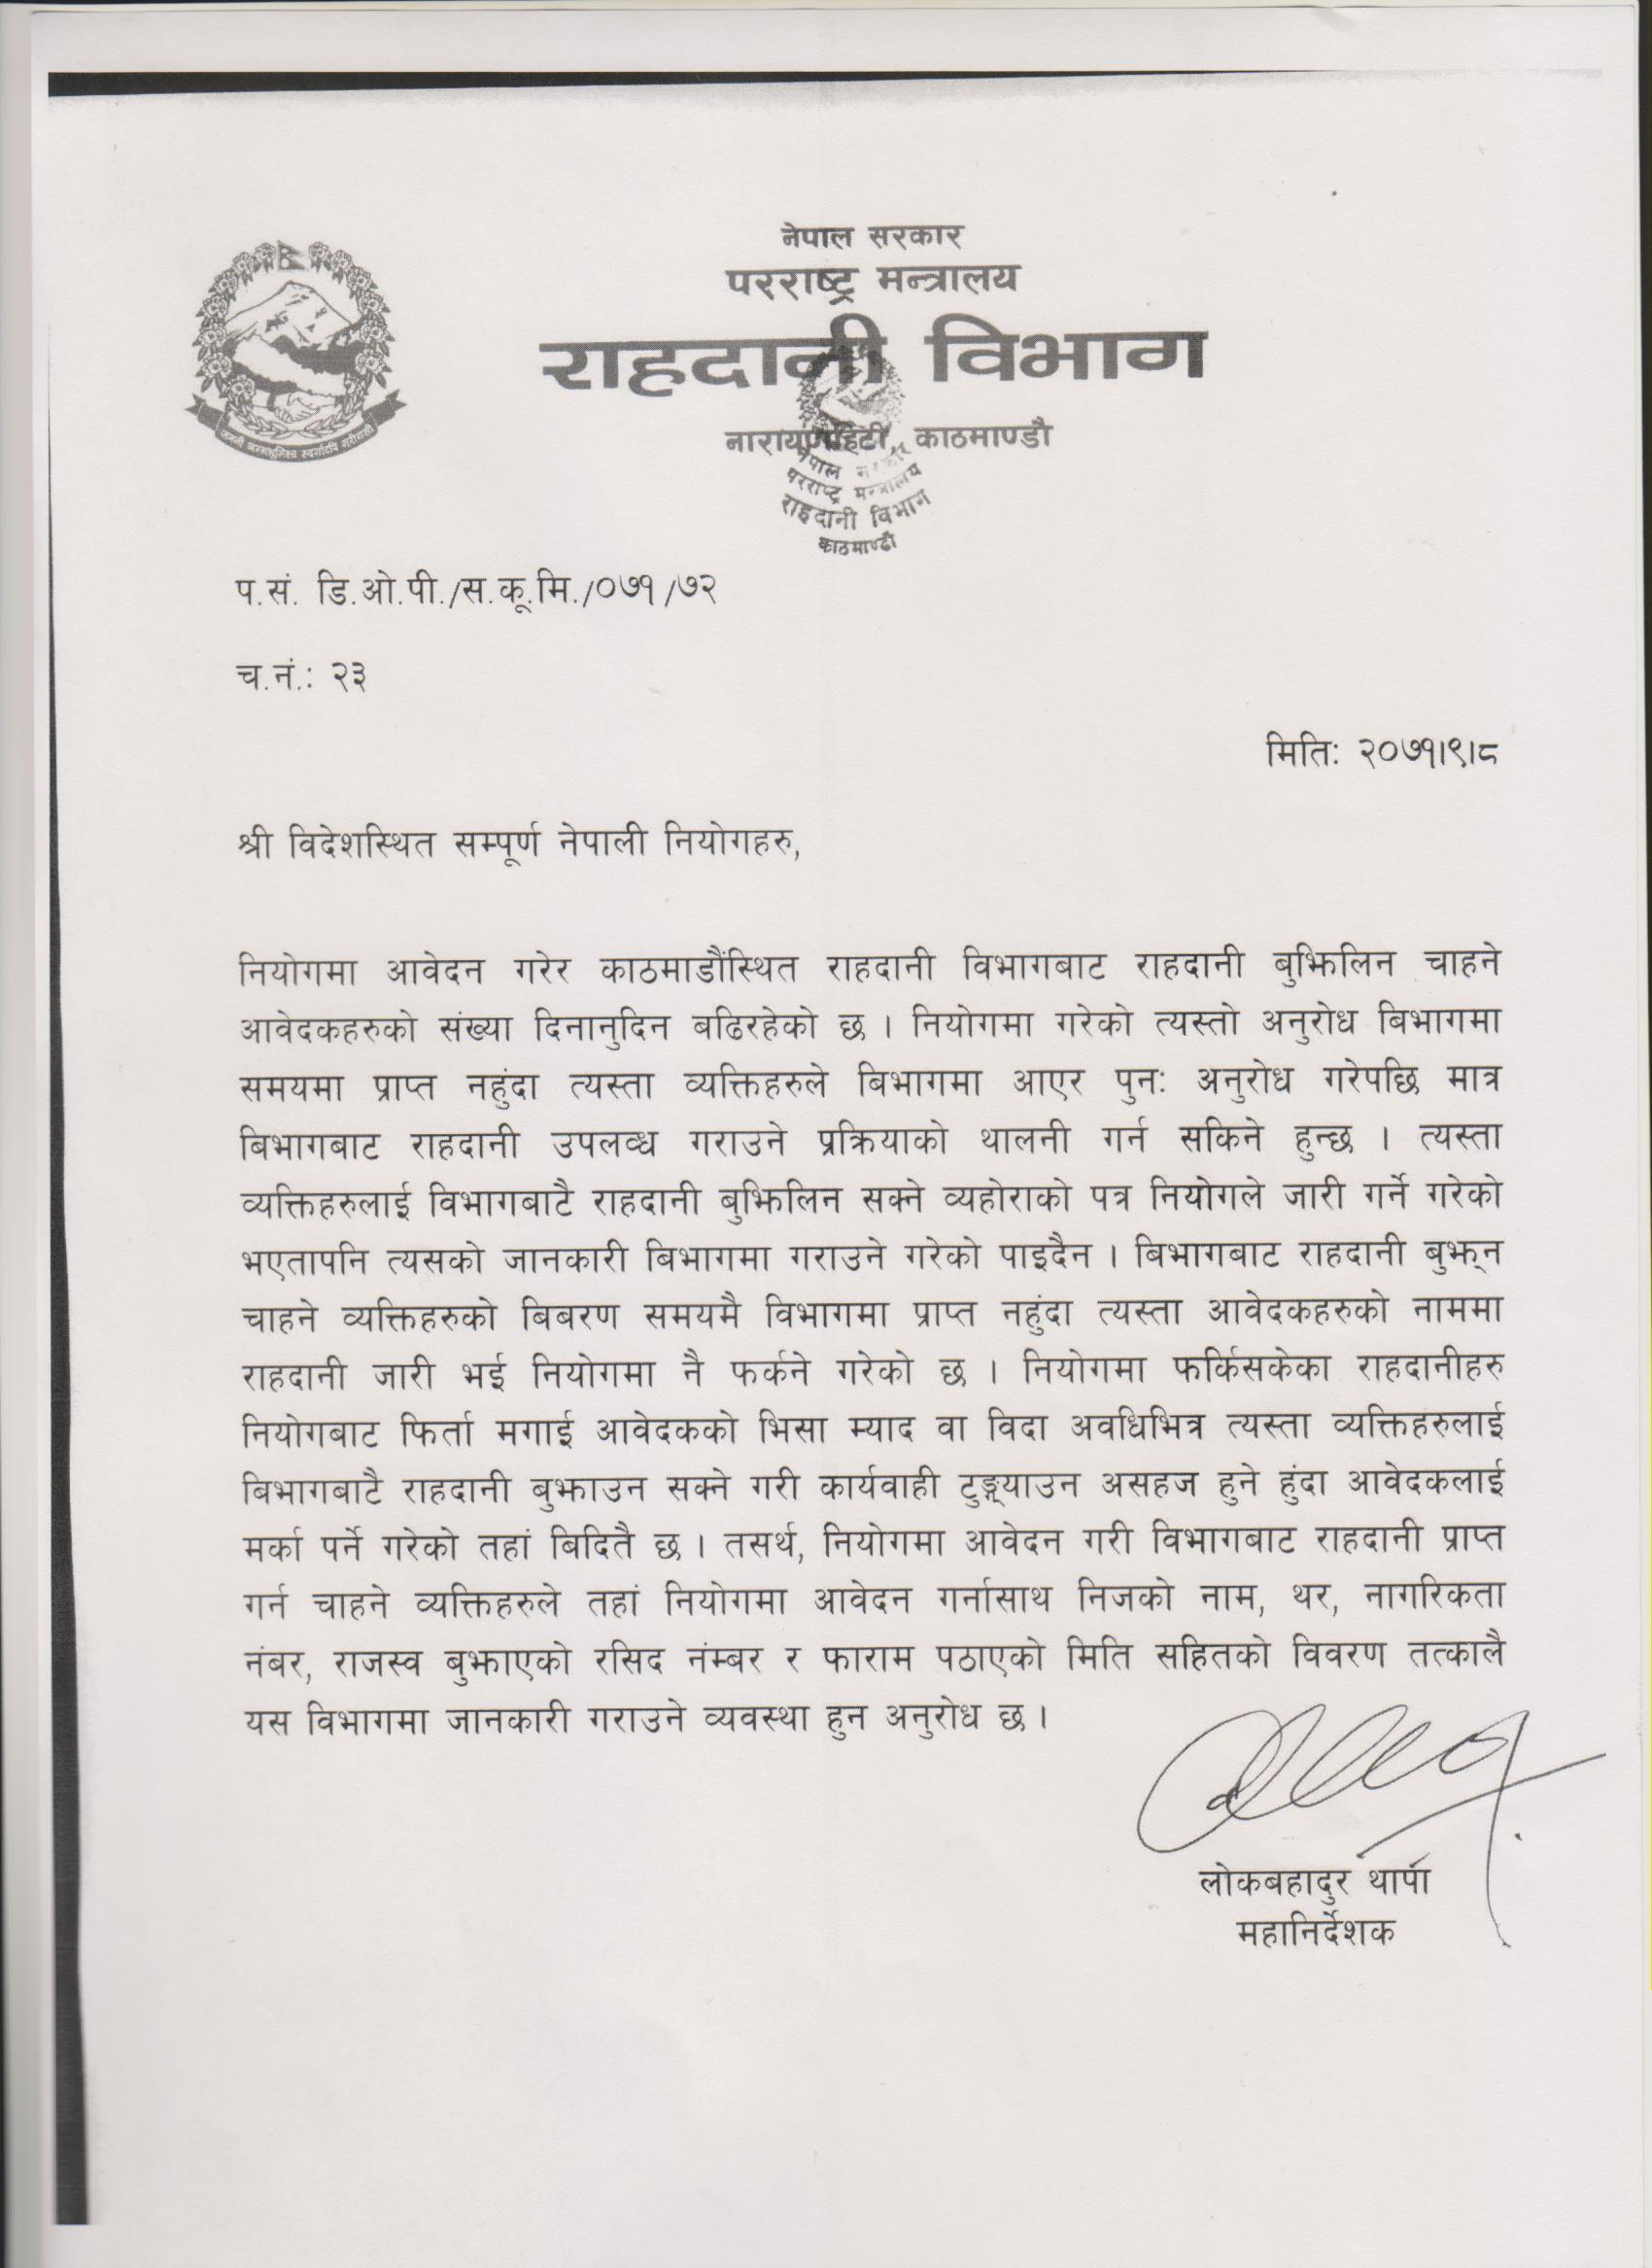 नेपाल सरकार
परराष्ट्र मन्त्रालय
राहदानी विभाग
नारायणहिटी, काठमाण्डौ
नेपाल सरकार
परराष्ट्र मन्त्रालय
राहदानी विभाग
काठमाण्डौ
प.सं. डि.ओ.पी./स.कू.मि./०७१/७२
च.नं.: २३
मितिः २०७१।९।८
श्री विदेशस्थित सम्पूर्ण नेपाली नियोगहरु,
नियोगमा आवेदन गरेर काठमाडौंस्थित राहदानी विभागबाट राहदानी बुझिलिन चाहने
आवेदकहरुको संख्या दिनानुदिन बढिरहेको छ । नियोगमा गरेको त्यस्तो अनुरोध बिभागमा
समयमा प्राप्त नहुंदा त्यस्ता व्यक्तिहरुले बिभागमा आएर पुनः अनुरोध गरेपछि मात्र
बिभागबाट राहदानी उपलव्ध गराउने प्रक्रियाको थालनी गर्न सकिने हुन्छ । त्यस्ता
व्यक्तिहरुलाई विभागबाटै राहदानी बुझिलिन सक्ने व्यहोराको पत्र नियोगले जारी गर्ने गरेको
भएतापनि त्यसको जानकारी बिभागमा गराउने गरेको पाइदैन । बिभागबाट राहदानी बुझ्न
चाहने व्यक्तिहरुको बिबरण समयमै विभागमा प्राप्त नहुंदा त्यस्ता आवेदकहरुको नाममा
राहदानी जारी भई नियोगमा नै फर्कने गरेको छ । नियोगमा फर्किसकेका राहदानीहरु
नियोगबाट फिर्ता मगाई आवेदकको भिसा म्याद वा विदा अवधिभित्र त्यस्ता व्यक्तिहरुलाई
बिभागबाटै राहदानी बुझाउन सक्ने गरी कार्यवाही टुङ्ग्याउन असहज हुने हुंदा आवेदकलाई
मर्का पर्ने गरेको तहां बिदितै छ । तसर्थ, नियोगमा आवेदन गरी विभागबाट राहदानी प्राप्त
गर्न चाहने व्यक्तिहरुले तहां नियोगमा आवेदन गर्नासाथ निजको नाम, थर, नागरिकता
नंबर, राजस्व बुझाएको रसिद नंम्बर र फाराम पठाएको मिति सहितको विवरण तत्कालै
यस विभागमा जानकारी गराउने व्यवस्था हुन अनुरोध छ ।
लोकबहादुर थापा
महानिर्देशक